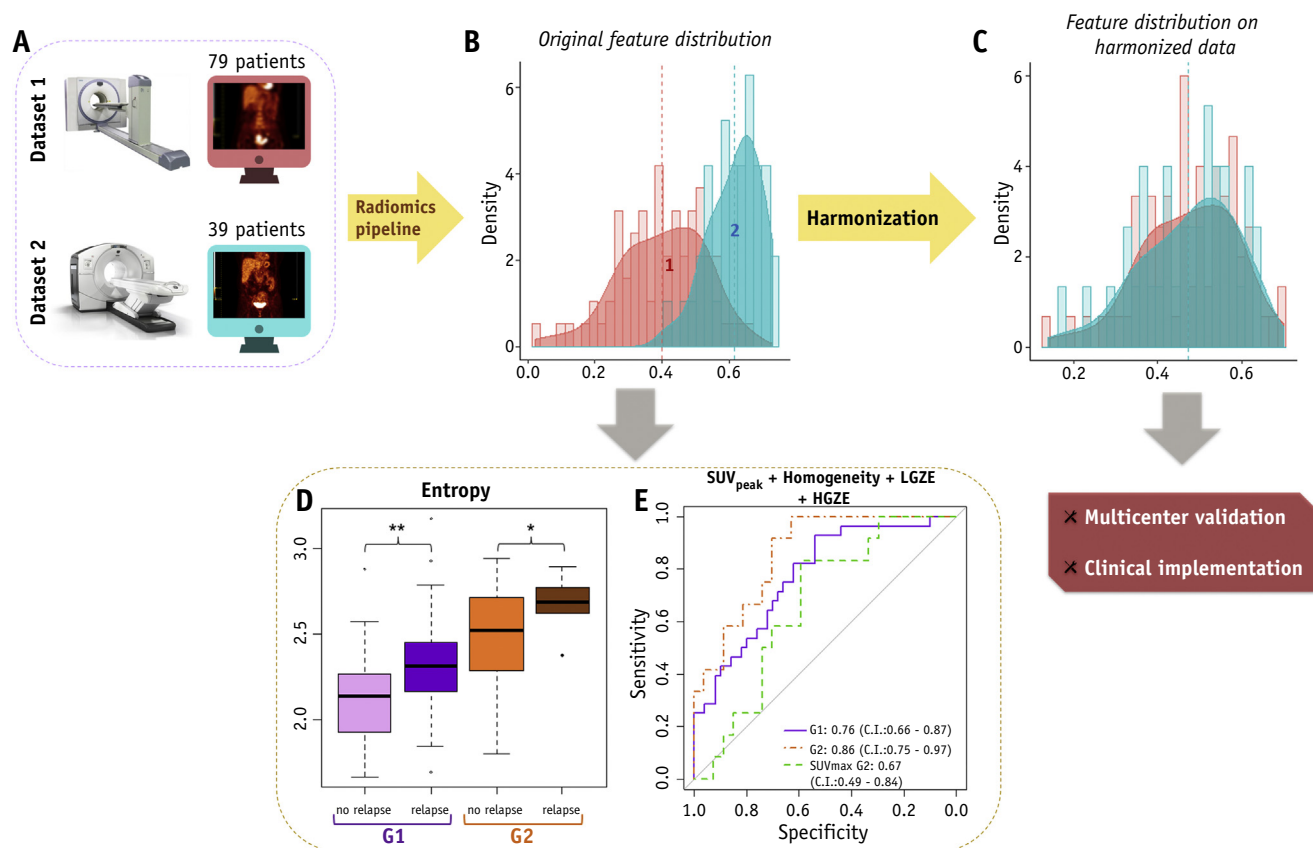 A
79 patients
Dataset 1
39 patients
Dataset 2
Radiomics
pipeline
B
Original feature distribution
Density
6
4
2
0
1
2
0.0 0.2 0.4 0.6
Harmonization
C
Feature distribution on
harmonized data
Density
6
4
2
0
0.2 0.4 0.6
D
Entropy
3.0
2.5
2.0
**
*
no relapse relapse no relapse relapse
G1 G2
E
SUVpeak + Homogeneity + LGZE
+ HGZE
Sensitivity
1.0
0.8
0.6
0.4
0.2
0.0
G1: 0.76 (C.I.:0.66 - 0.87)
G2: 0.86 (C.I.:0.75 - 0.97)
SUVmax G2: 0.67
(C.I.:0.49 - 0.84)
1.0 0.8 0.6 0.4 0.2 0.0
Specificity
Multicenter validation
Clinical implementation